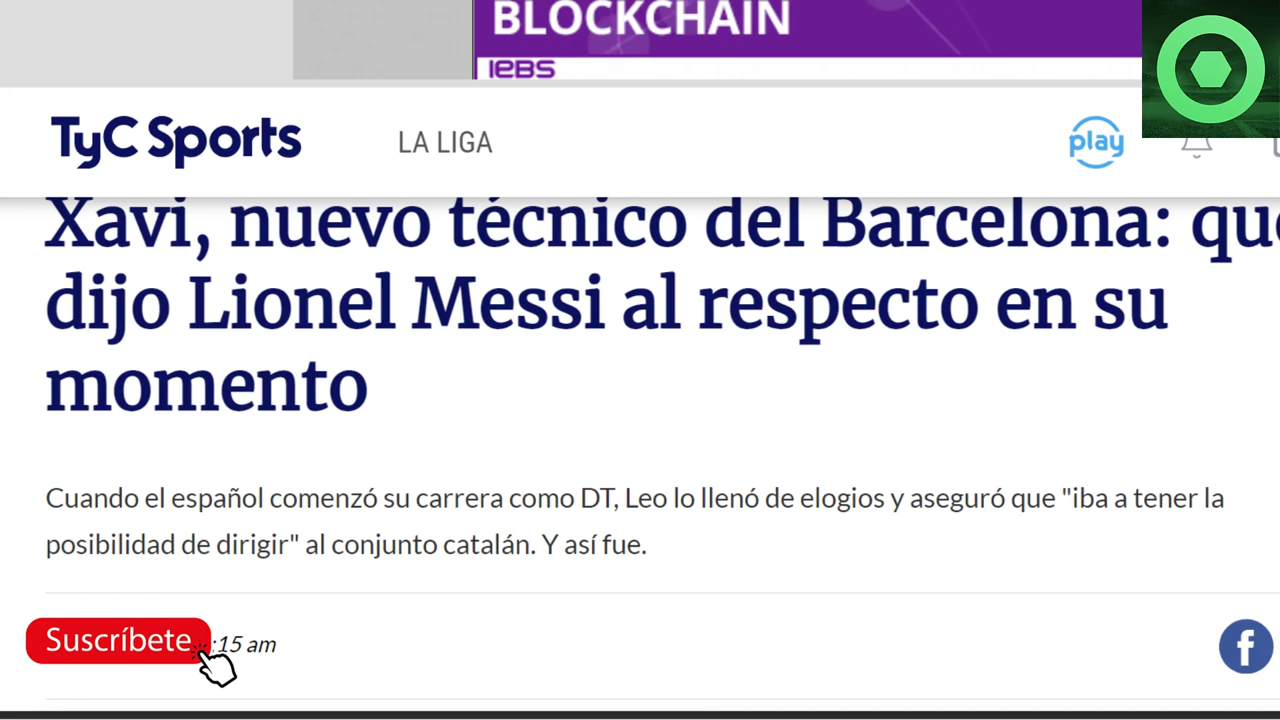 BLOCKCHAIN
IEBS
TyC Sports
LA LIGA
play
Xavi, nuevo técnico del Barcelona: qu
dijo Lionel Messi al respecto en su
momento
Cuando el español comenzó su carrera como DT, Leo lo llenó de elogios y aseguró que "iba a tener la
posibilidad de dirigir" al conjunto catalán. Y así fue.
Suscríbete
:15 am